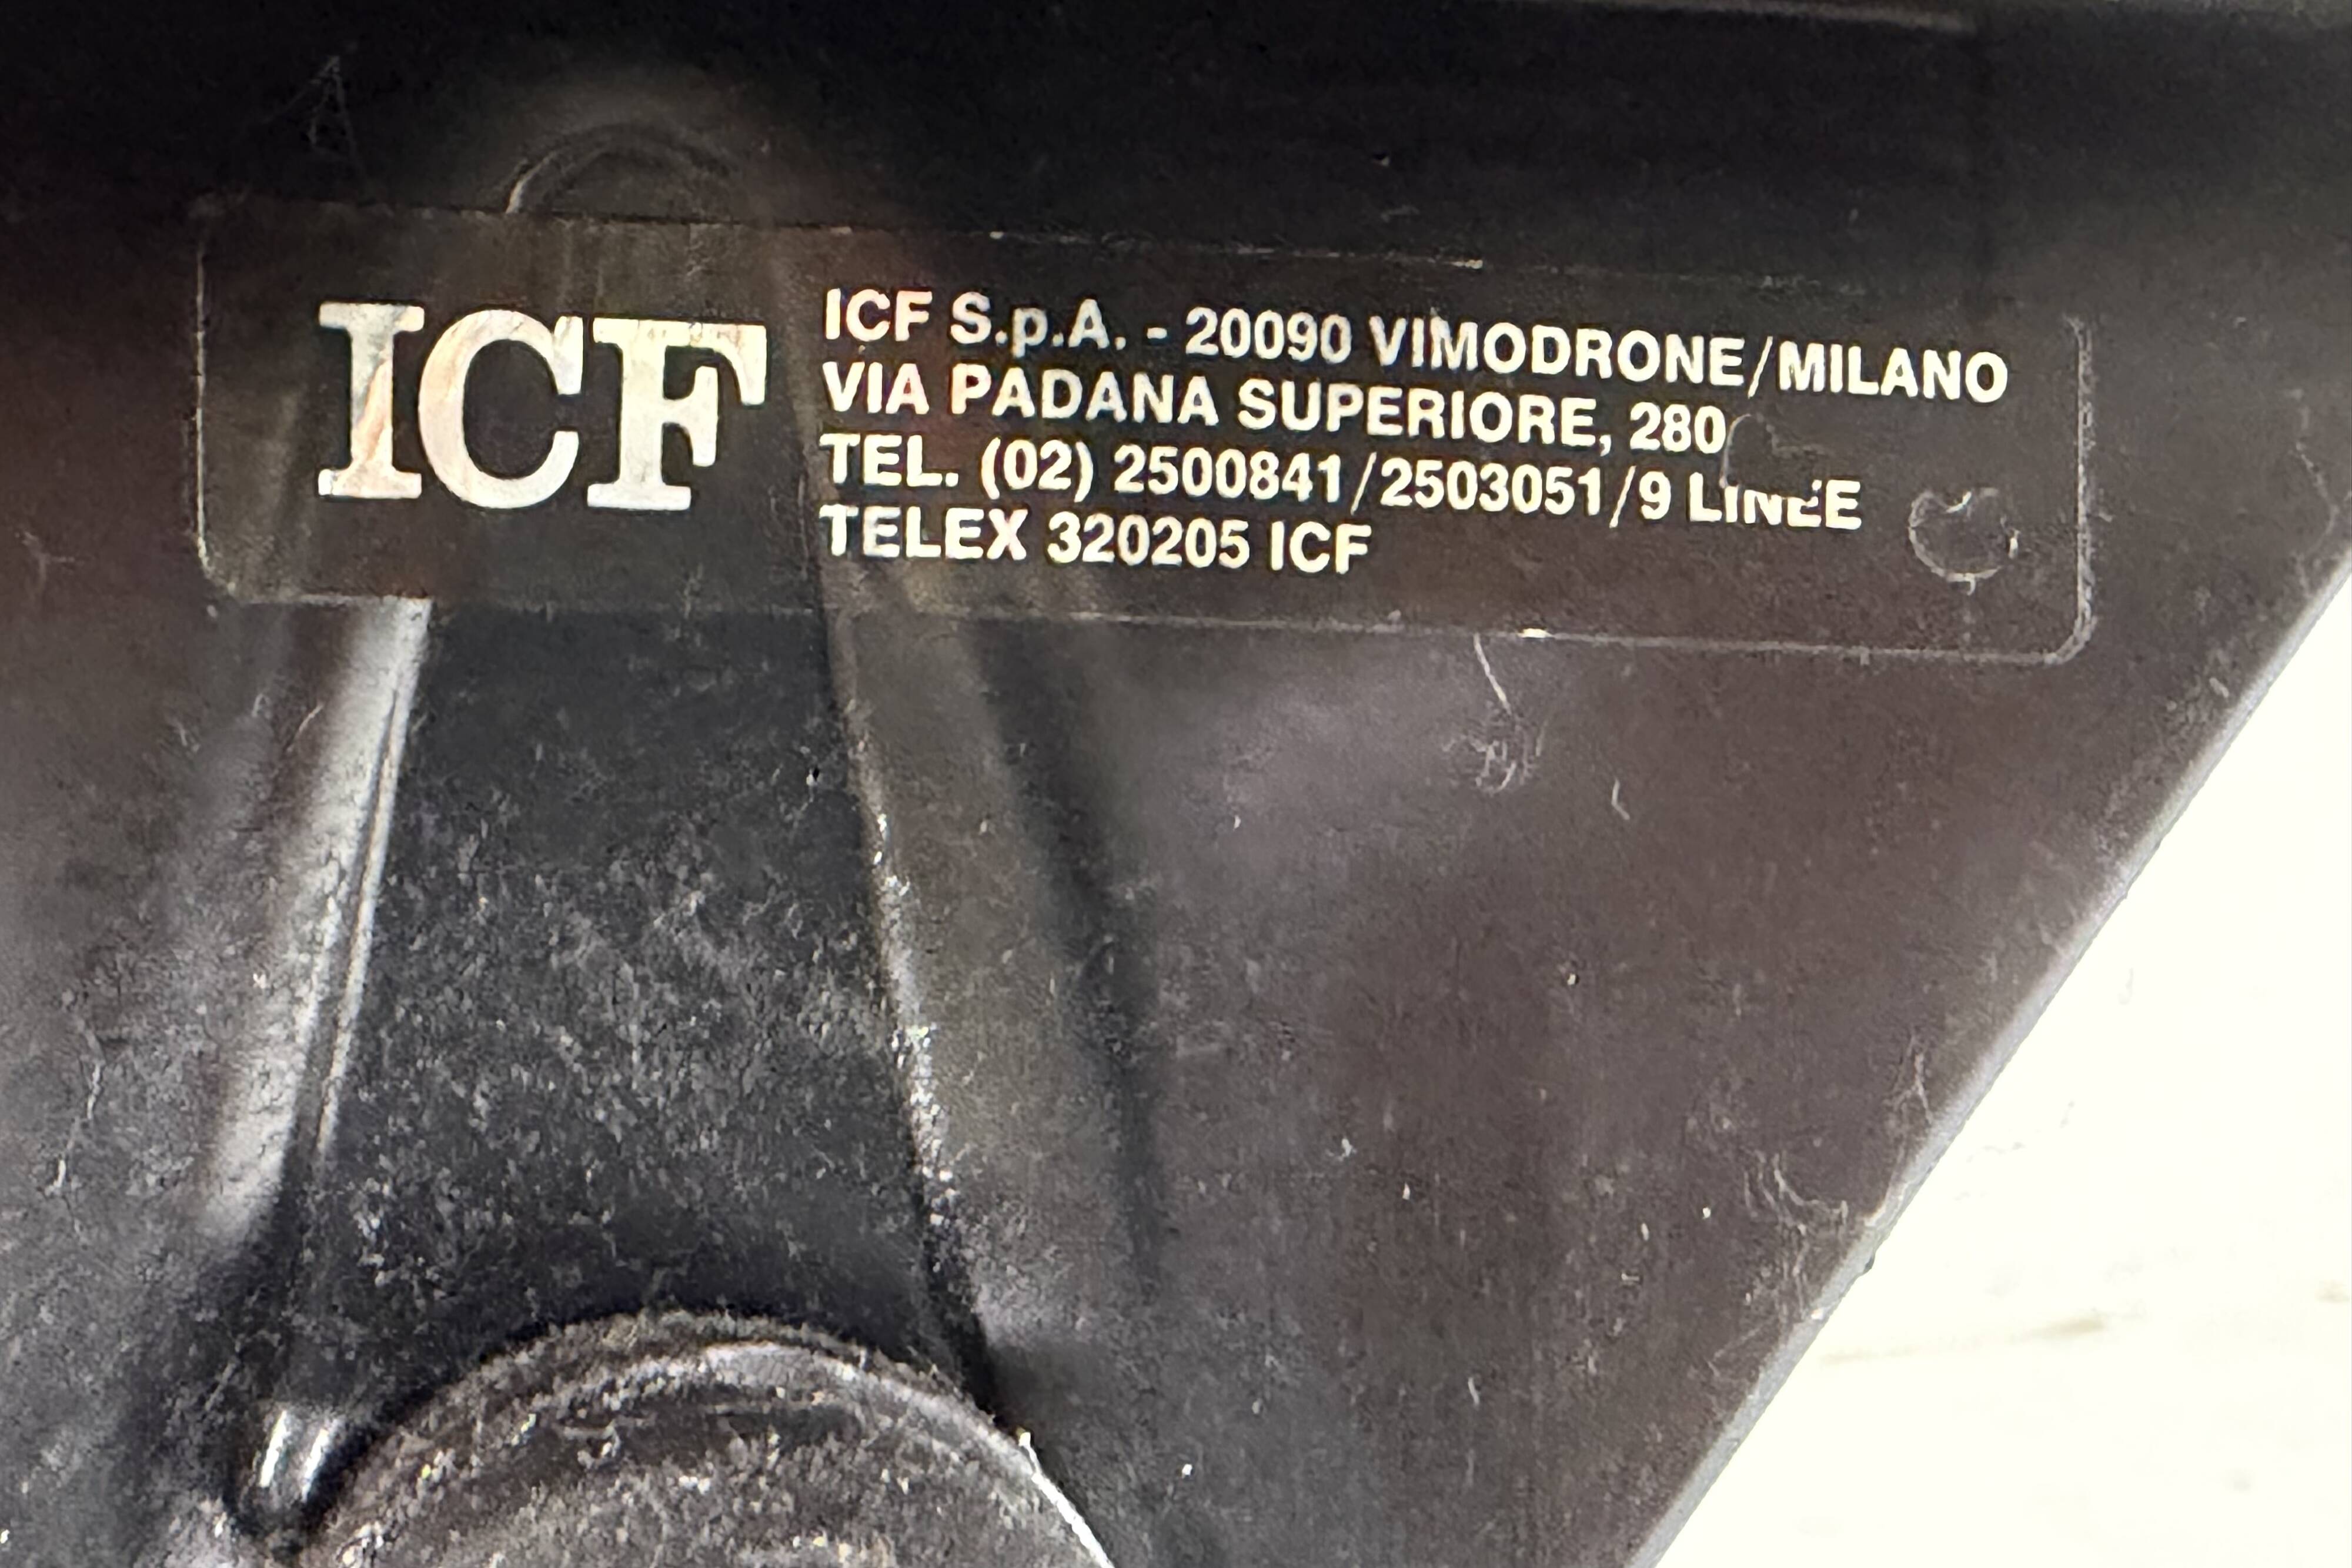 ICF
ICF S.p.A. - 20090 VIMODRONE/MILANO
VIA PADANA SUPERIORE, 280
TEL. (02) 2500841/2503051/9 LINEE
TELEX 320205 ICF